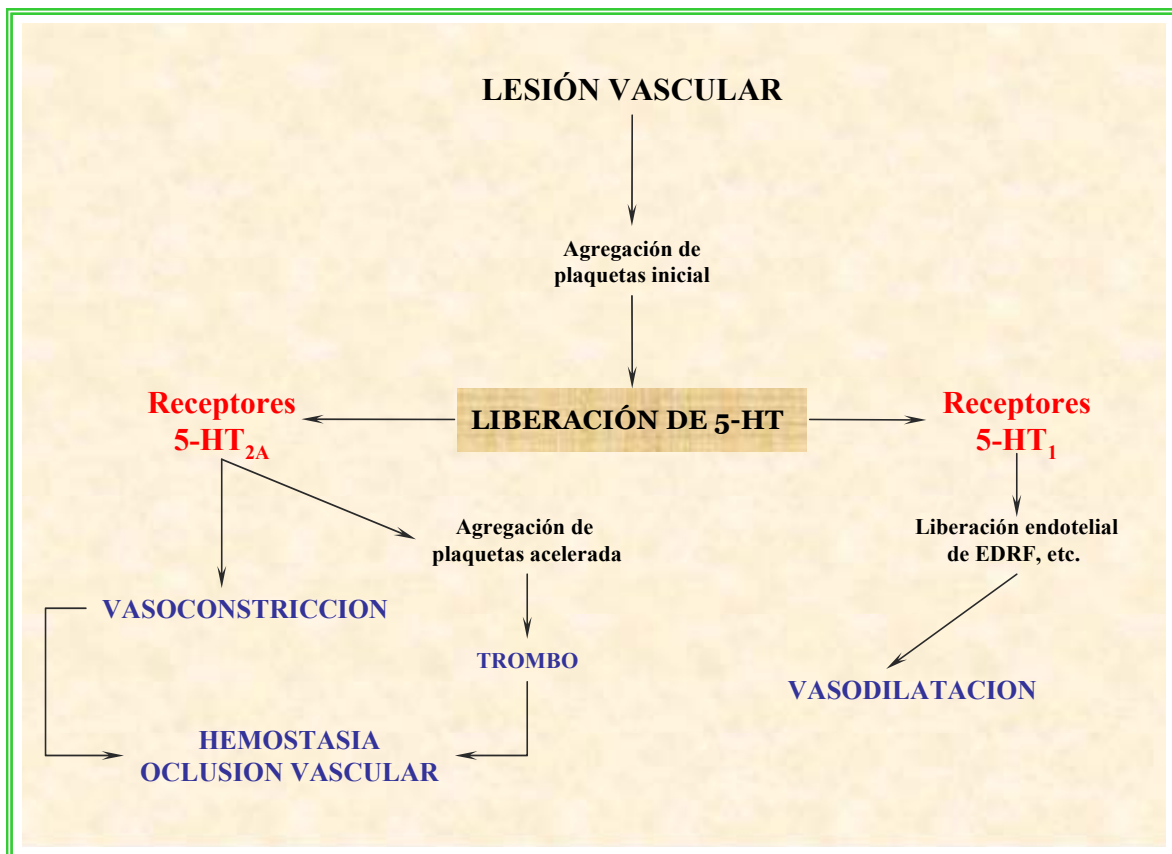 LESIÓN VASCULAR
Agregación de
plaquetas inicial
LIBERACIÓN DE 5-HT
Receptores
5-HT2A
Receptores
5-HT1
Agregación de
plaquetas acelerada
Liberación endotelial
de EDRF, etc.
VASOCONSTRICCION
TROMBO
VASODILATACION
HEMOSTASIA
OCLUSION VASCULAR